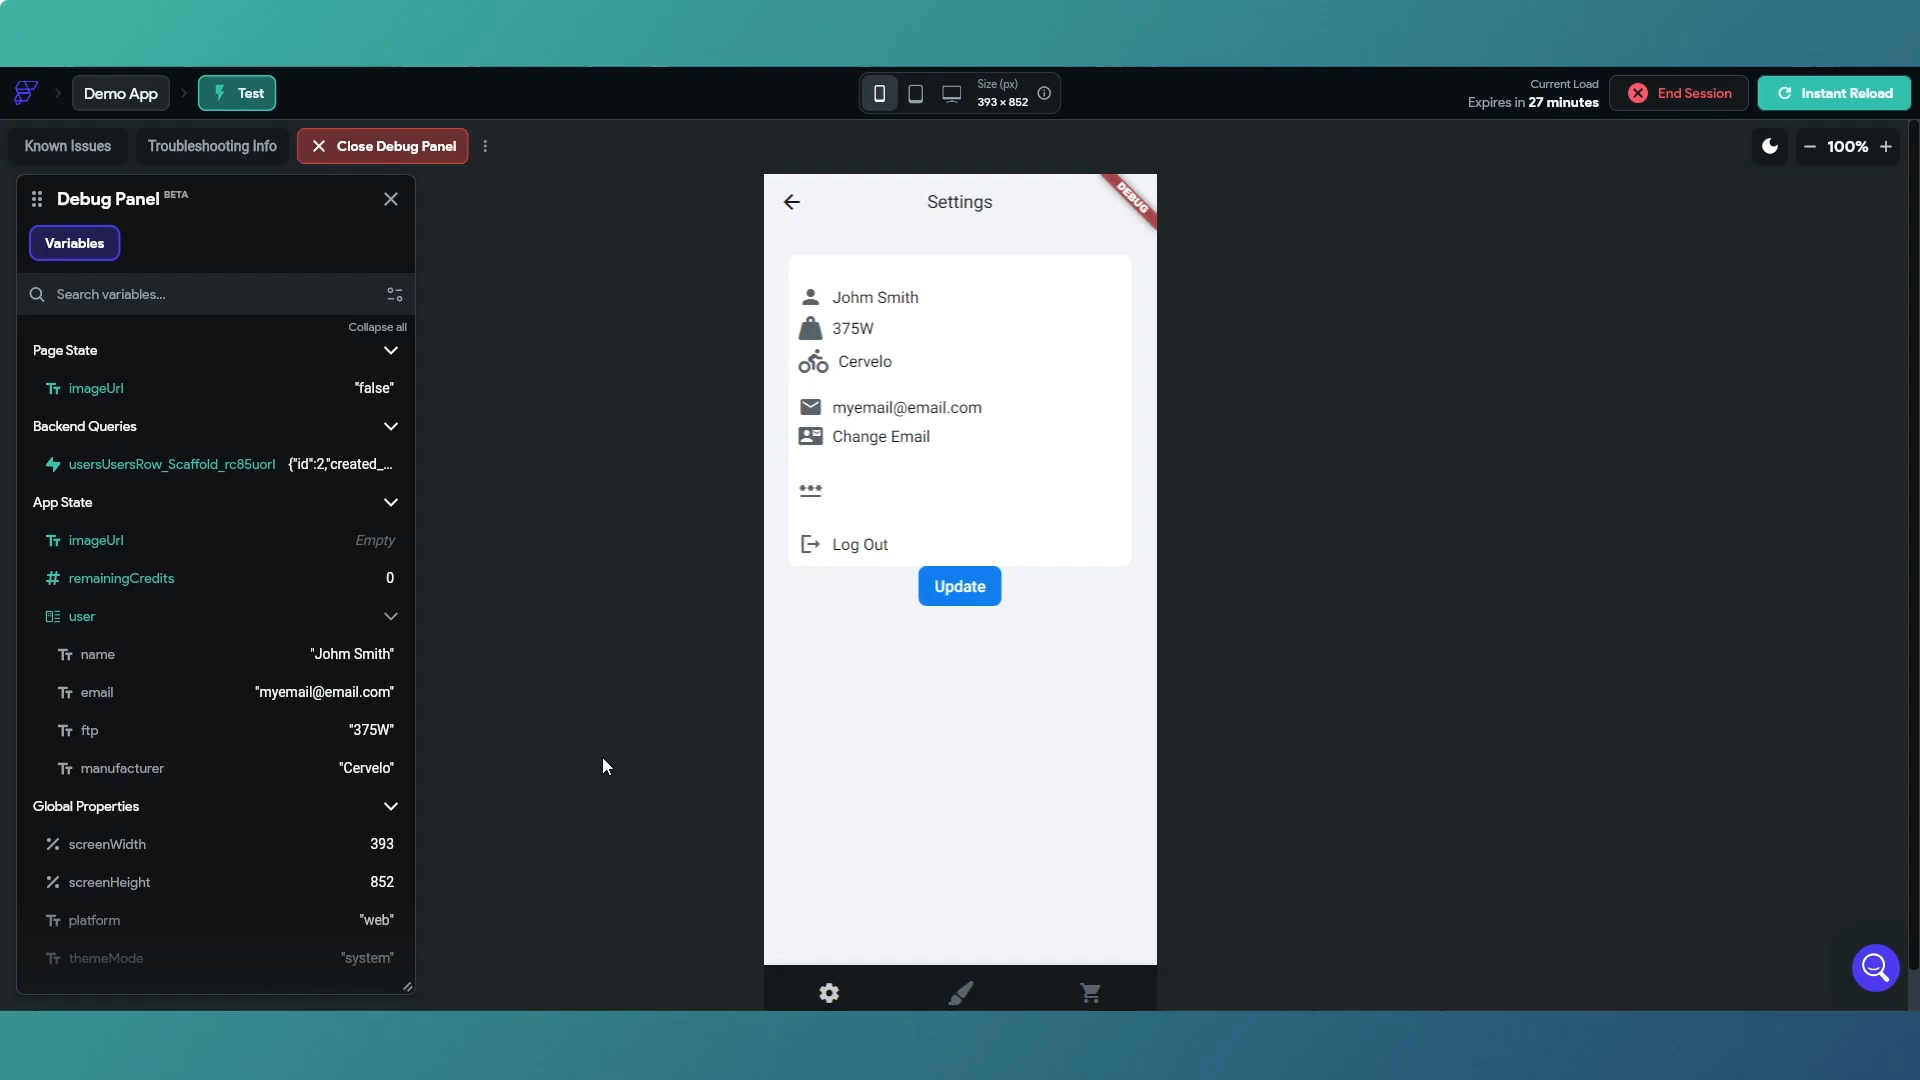 Demo App
Test
Size (px)
393 × 852
Current Load
Expires in 27 minutes
End Session
Instant Reload
Known Issues
Troubleshooting Info
Close Debug Panel
100%
Debug Panel BETA
Variables
Search variables...
Collapse all
Page State
imageUrl "false"
Backend Queries
usersUsersRow_Scaffold_rc85uorl {"id":2,"created_...
App State
imageUrl Empty
remainingCredits 0
user
name "Johm Smith"
email "myemail@email.com"
ftp "375W"
manufacturer "Cervelo"
Global Properties
screenWidth 393
screenHeight 852
platform "web"
themeMode "system"
Settings
DEBUG
Johm Smith
375W
Cervelo
myemail@email.com
Change Email
Log Out
Update